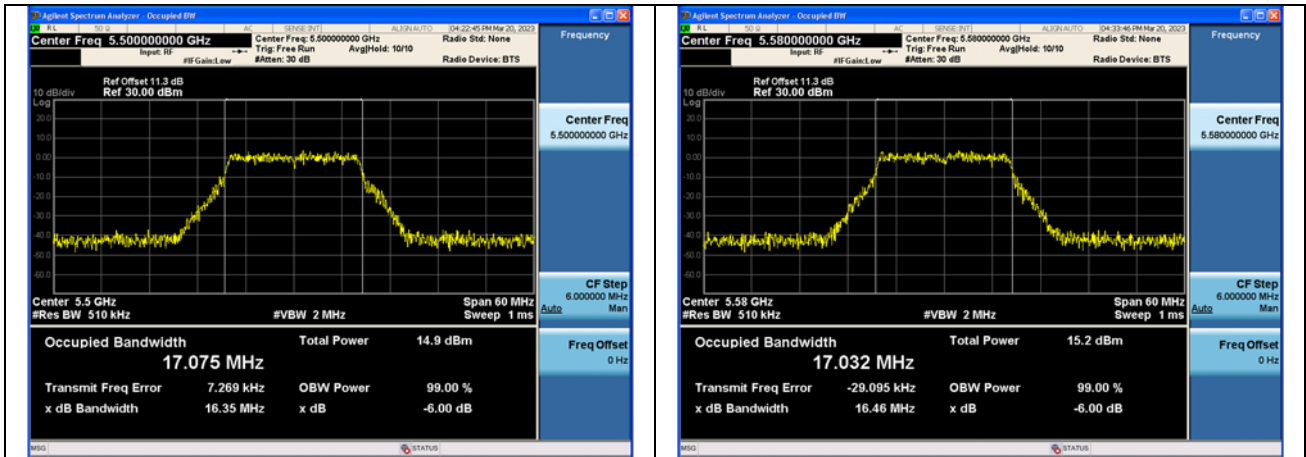 Agilent Spectrum Analyzer - Occupied BW
RL 50 Ω AC SENSE:INT ALIGN AUTO 04:22:45 PM Mar 20, 2023
Center Freq 5.500000000 GHz
Input: RF
#IFGain:Low
Center Freq: 5.500000000 GHz
Trig: Free Run Avg|Hold: 10/10
#Atten: 30 dB
Radio Std: None
Radio Device: BTS
Ref Offset 11.3 dB
10 dB/div Ref 30.00 dBm
Log
20.0
10.0
0.00
-10.0
-20.0
-30.0
-40.0
-50.0
-60.0
Center 5.5 GHz Span 60 MHz
#Res BW 510 kHz #VBW 2 MHz Sweep 1 ms
Occupied Bandwidth Total Power 14.9 dBm
17.075 MHz
Transmit Freq Error 7.269 kHz OBW Power 99.00 %
x dB Bandwidth 16.35 MHz x dB -6.00 dB
MSG STATUS
Frequency
Center Freq
5.500000000 GHz
CF Step
6.000000 MHz
Auto Man
Freq Offset
0 Hz
Agilent Spectrum Analyzer - Occupied BW
RL 50 Ω AC SENSE:INT ALIGN AUTO 04:33:46 PM Mar 20, 2023
Center Freq 5.580000000 GHz
Input: RF
#IFGain:Low
Center Freq: 5.580000000 GHz
Trig: Free Run Avg|Hold: 10/10
#Atten: 30 dB
Radio Std: None
Radio Device: BTS
Ref Offset 11.3 dB
10 dB/div Ref 30.00 dBm
Log
20.0
10.0
0.00
-10.0
-20.0
-30.0
-40.0
-50.0
-60.0
Center 5.58 GHz Span 60 MHz
#Res BW 510 kHz #VBW 2 MHz Sweep 1 ms
Occupied Bandwidth Total Power 15.2 dBm
17.032 MHz
Transmit Freq Error -29.095 kHz OBW Power 99.00 %
x dB Bandwidth 16.46 MHz x dB -6.00 dB
MSG STATUS
Frequency
Center Freq
5.580000000 GHz
CF Step
6.000000 MHz
Auto Man
Freq Offset
0 Hz